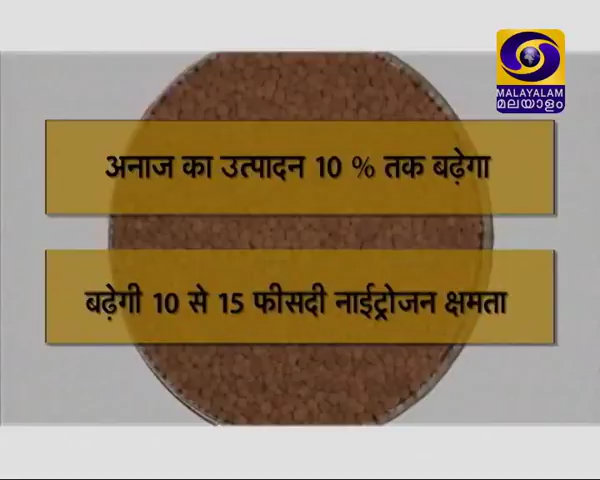 MALAYALAM
മലയാളം
अनाज का उत्पादन 10 % तक बढ़ेगा
बढ़ेगी 10 से 15 फीसदी नाईट्रोजन क्षमता